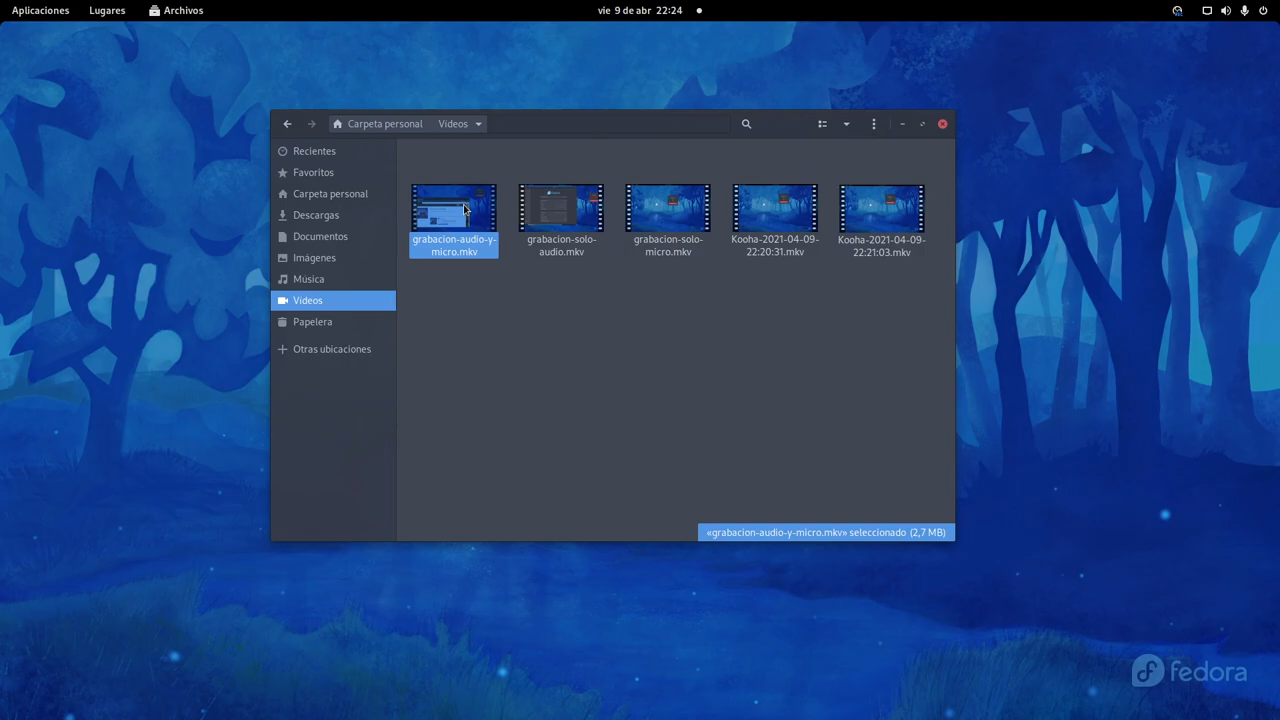 Aplicaciones Lugares Archivos vie 9 de abr 22:24
Carpeta personal Vídeos
Recientes
Favoritos
Carpeta personal
Descargas
Documentos
Imágenes
Música
Vídeos
Papelera
Otras ubicaciones
grabacion-audio-y-
micro.mkv
grabacion-solo-
audio.mkv
grabacion-solo-
micro.mkv
Kooha-2021-04-09-
22:20:31.mkv
Kooha-2021-04-09-
22:21:03.mkv
«grabacion-audio-y-micro.mkv» seleccionado (2,7 MB)
fedora